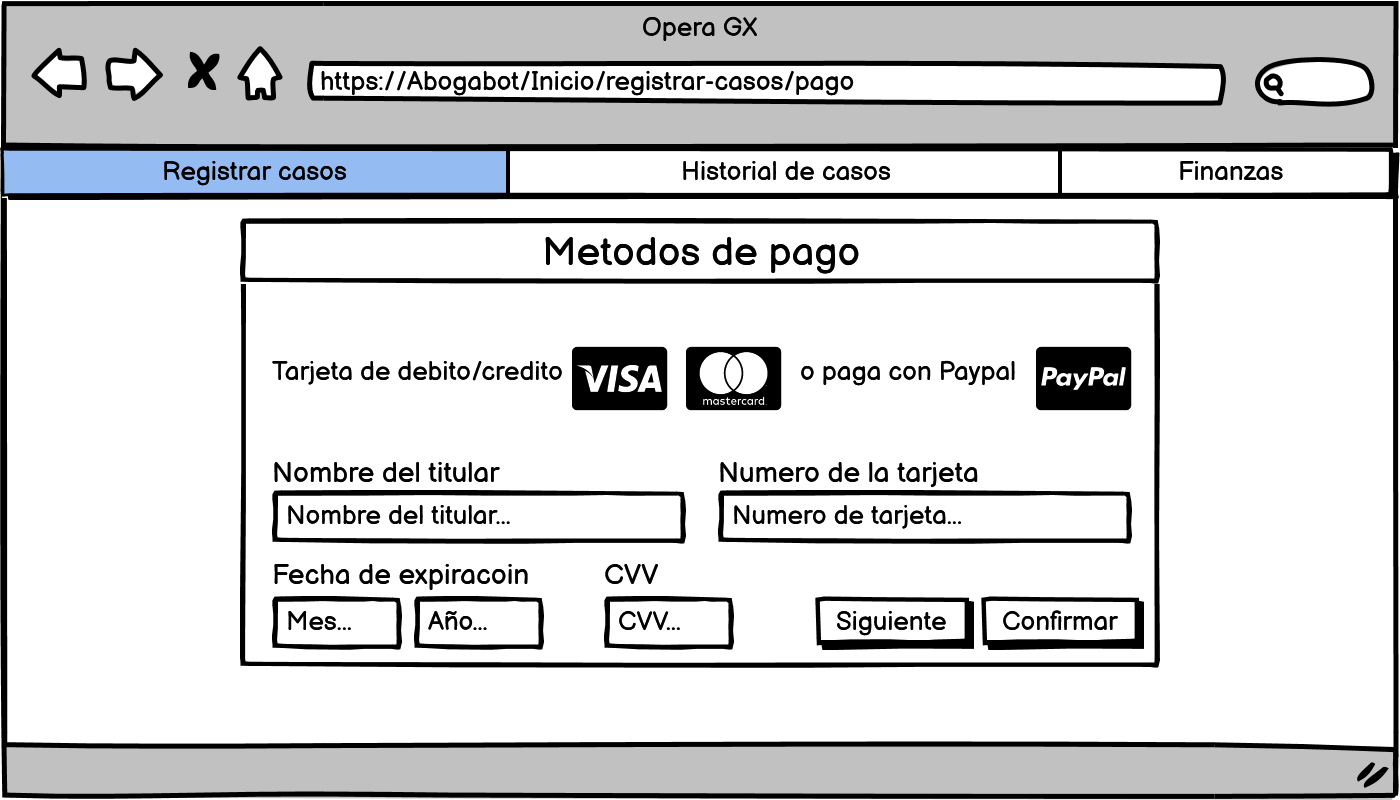 Opera GX
https://Abogabot/Inicio/registrar-casos/pago
Registrar casos Historial de casos Finanzas
Metodos de pago
Tarjeta de debito/credito VISA mastercard. o paga con Paypal PayPal
Nombre del titular Numero de la tarjeta
Nombre del titular... Numero de tarjeta...
Fecha de expiracoin CVV
Mes... Año... CVV... Siguiente Confirmar